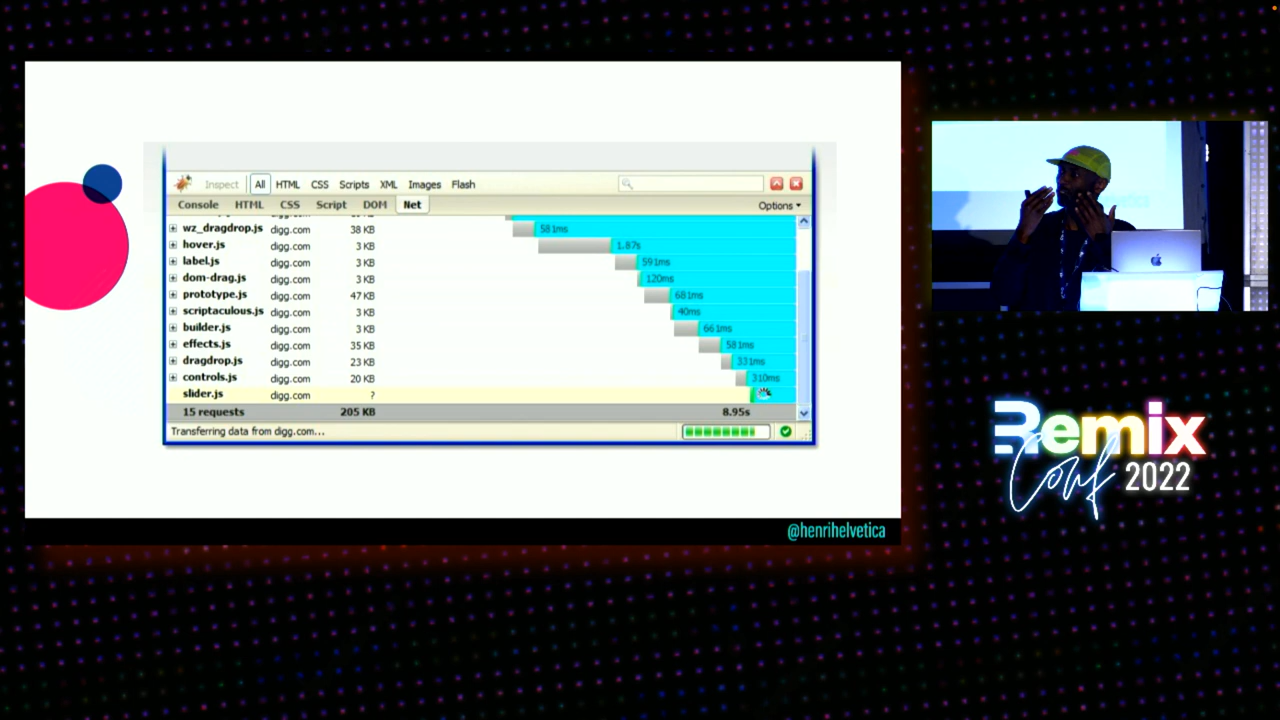 Inspect All HTML CSS Scripts XML Images Flash
Console HTML CSS Script DOM Net Options
wz_dragdrop.js digg.com 38 KB 581ms
hover.js digg.com 3 KB 1.87s
label.js digg.com 3 KB 591ms
dom-drag.js digg.com 3 KB 120ms
prototype.js digg.com 47 KB 681ms
scriptaculous.js digg.com 3 KB 40ms
builder.js digg.com 3 KB 661ms
effects.js digg.com 35 KB 581ms
dragdrop.js digg.com 23 KB 331ms
controls.js digg.com 20 KB 310ms
slider.js digg.com ?
15 requests 205 KB 8.95s
Transferring data from digg.com...
@henrihelvetica
Remix
Conf 2022